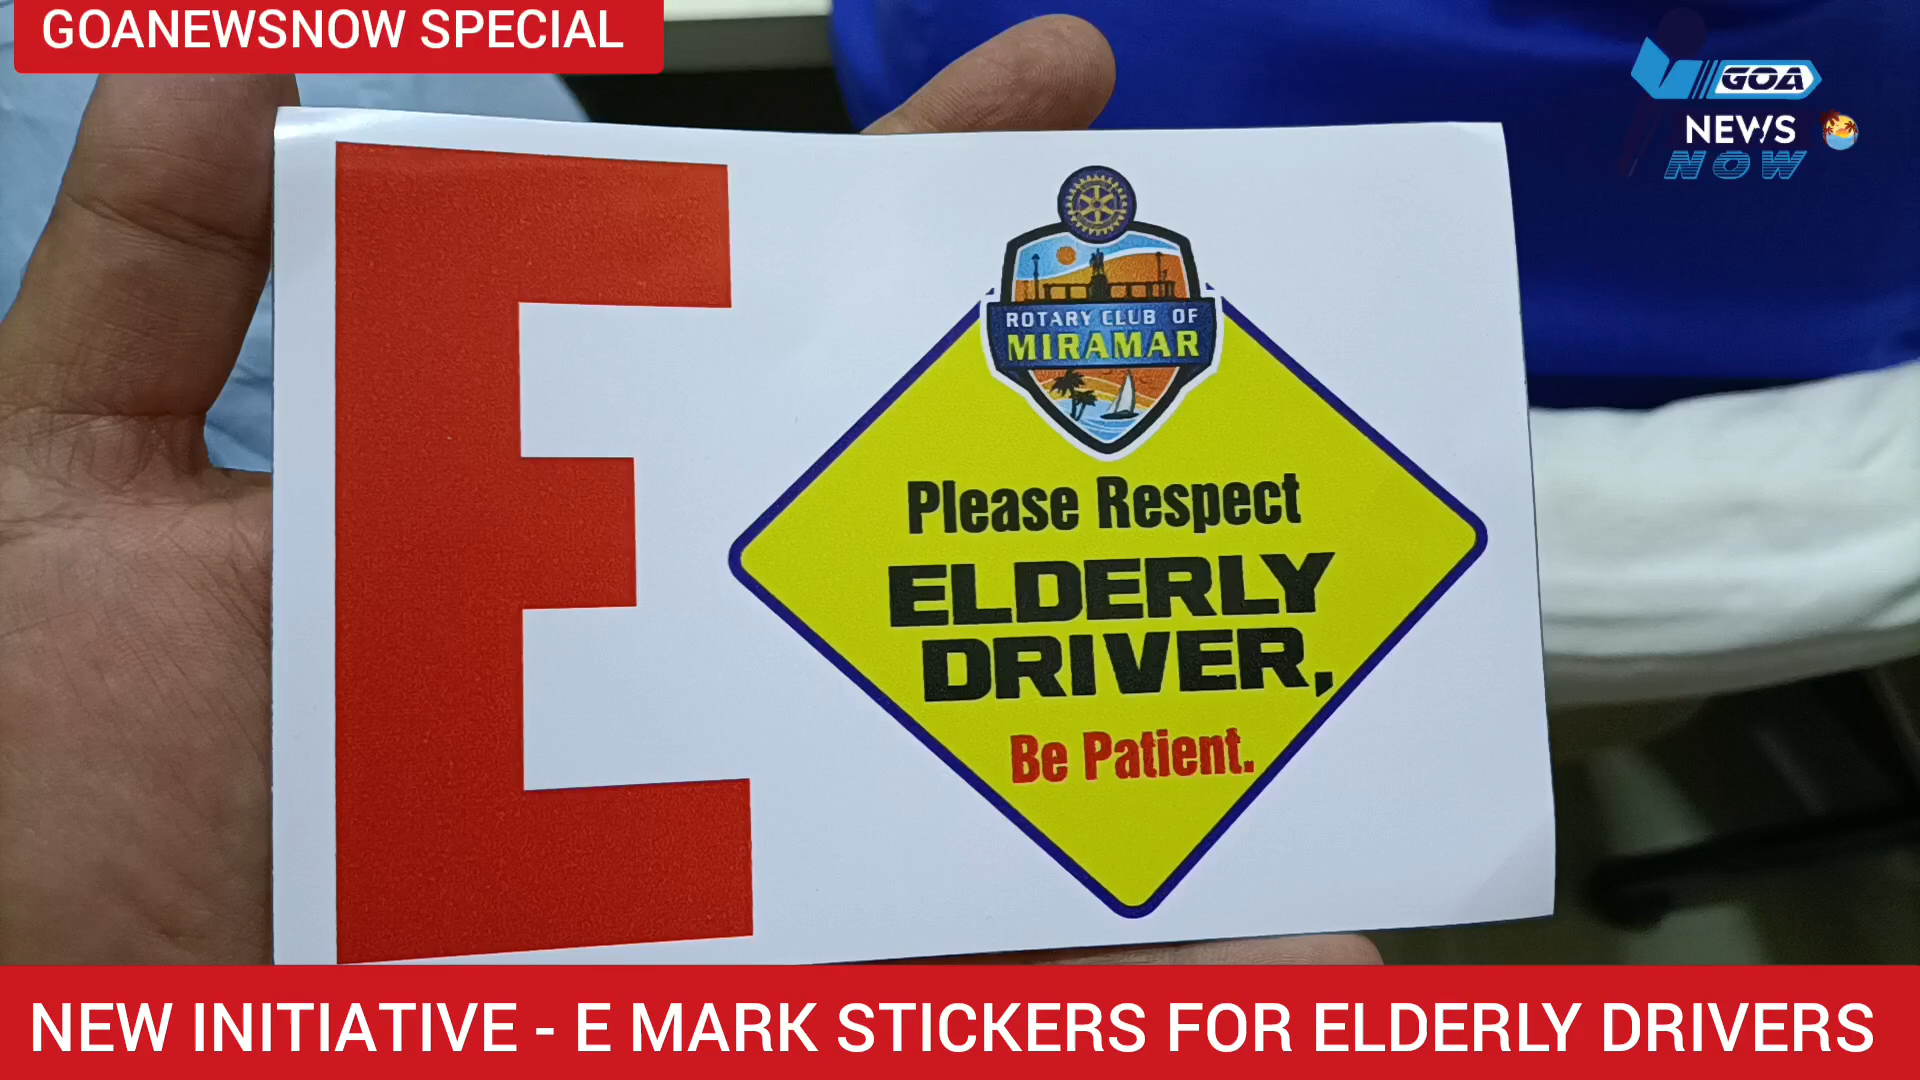 GOANEWSNOW SPECIAL
GOA
NEWS
NOW
E
ROTARY CLUB OF
MIRAMAR
Please Respect
ELDERLY
DRIVER,
Be Patient.
NEW INITIATIVE - E MARK STICKERS FOR ELDERLY DRIVERS